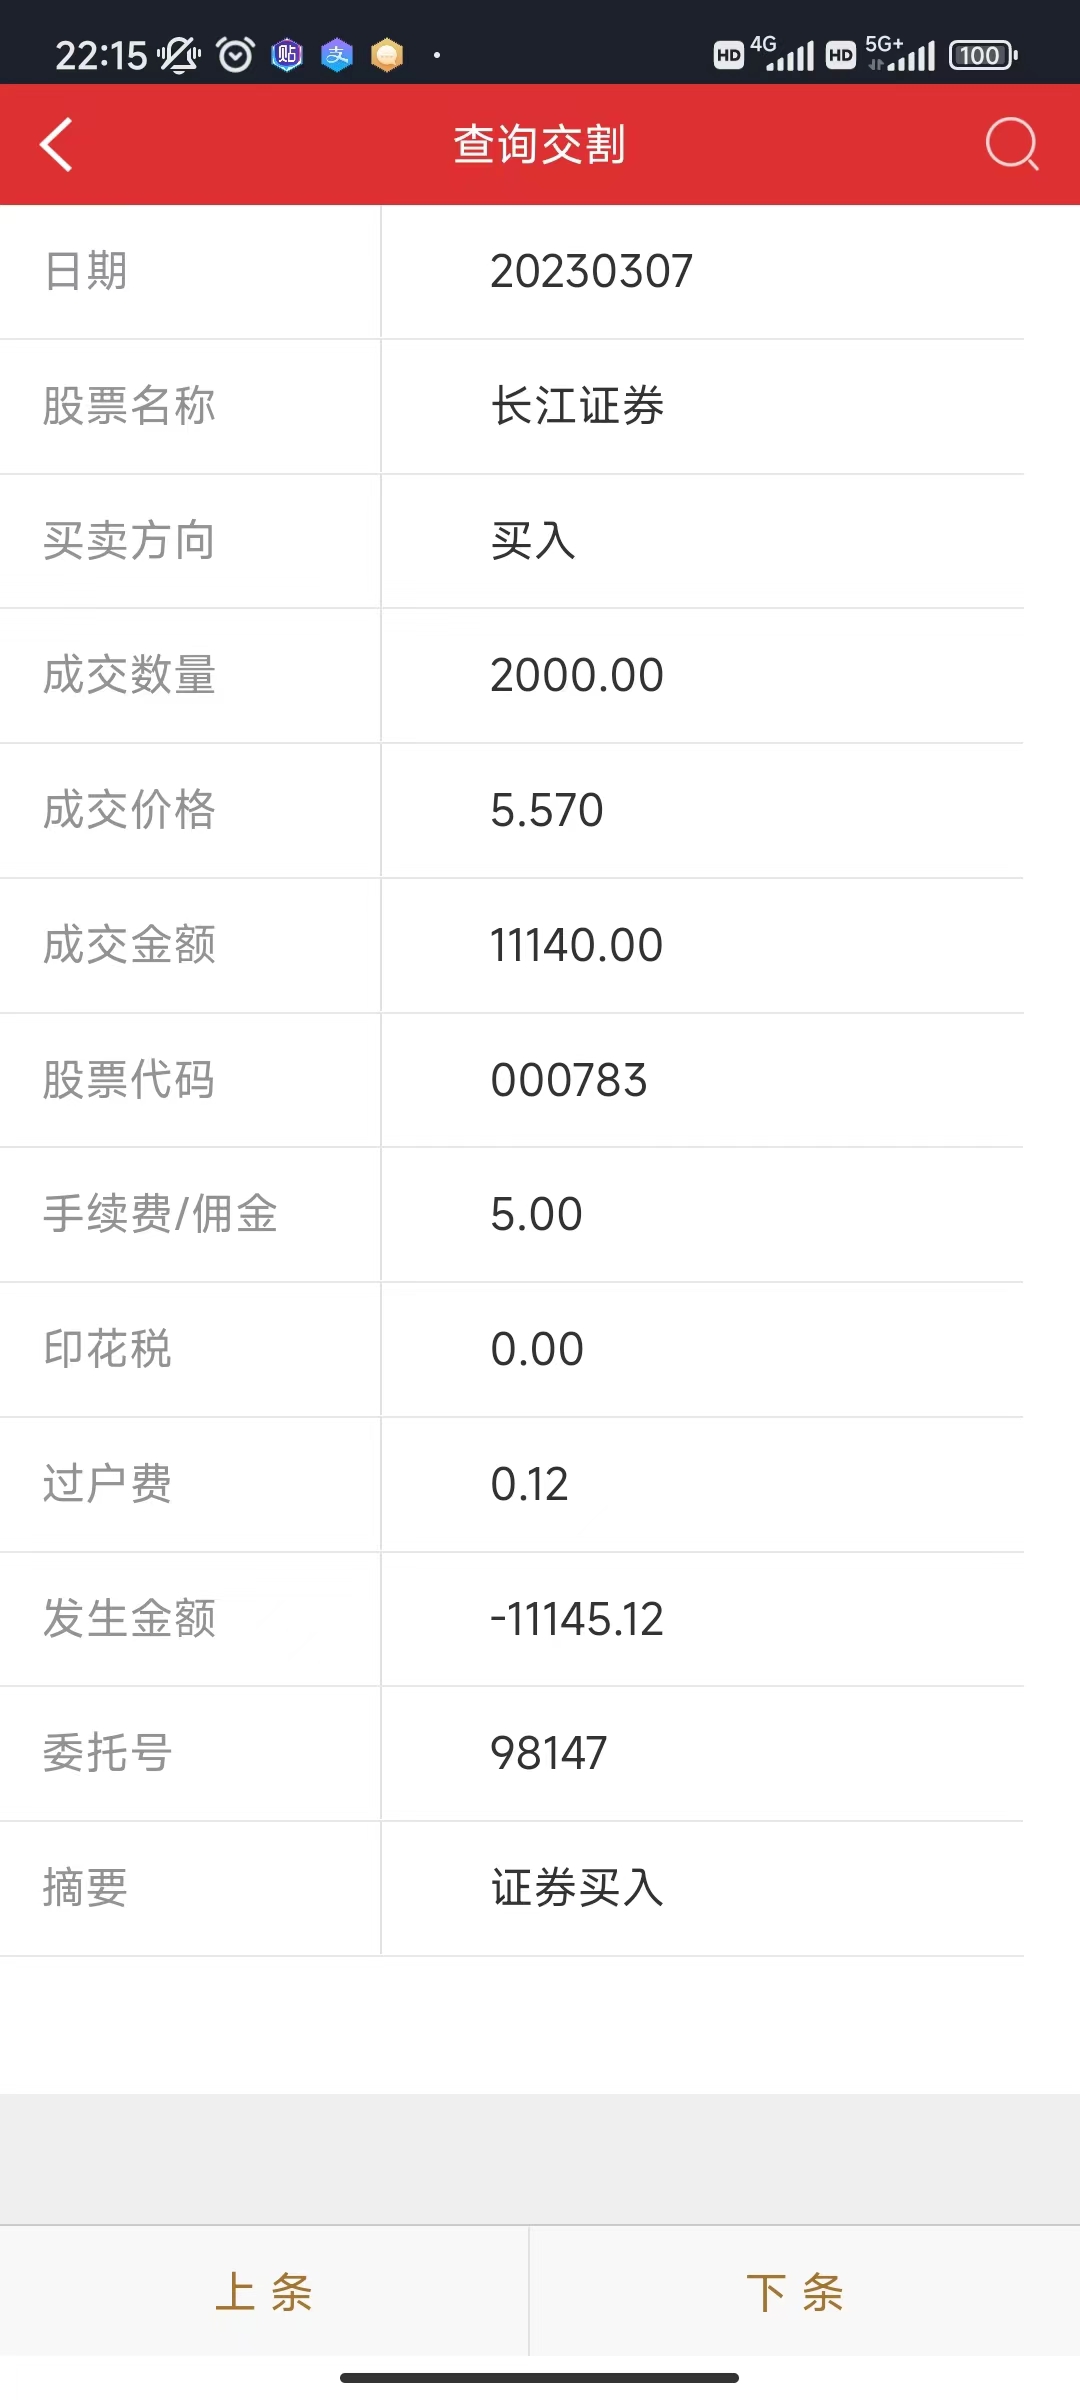 22:15 贴 支 HD 4G HD 5G+ 100
查询交割
日期 20230307
股票名称 长江证券
买卖方向 买入
成交数量 2000.00
成交价格 5.570
成交金额 11140.00
股票代码 000783
手续费/佣金 5.00
印花税 0.00
过户费 0.12
发生金额 -11145.12
委托号 98147
摘要 证券买入
上条 下条